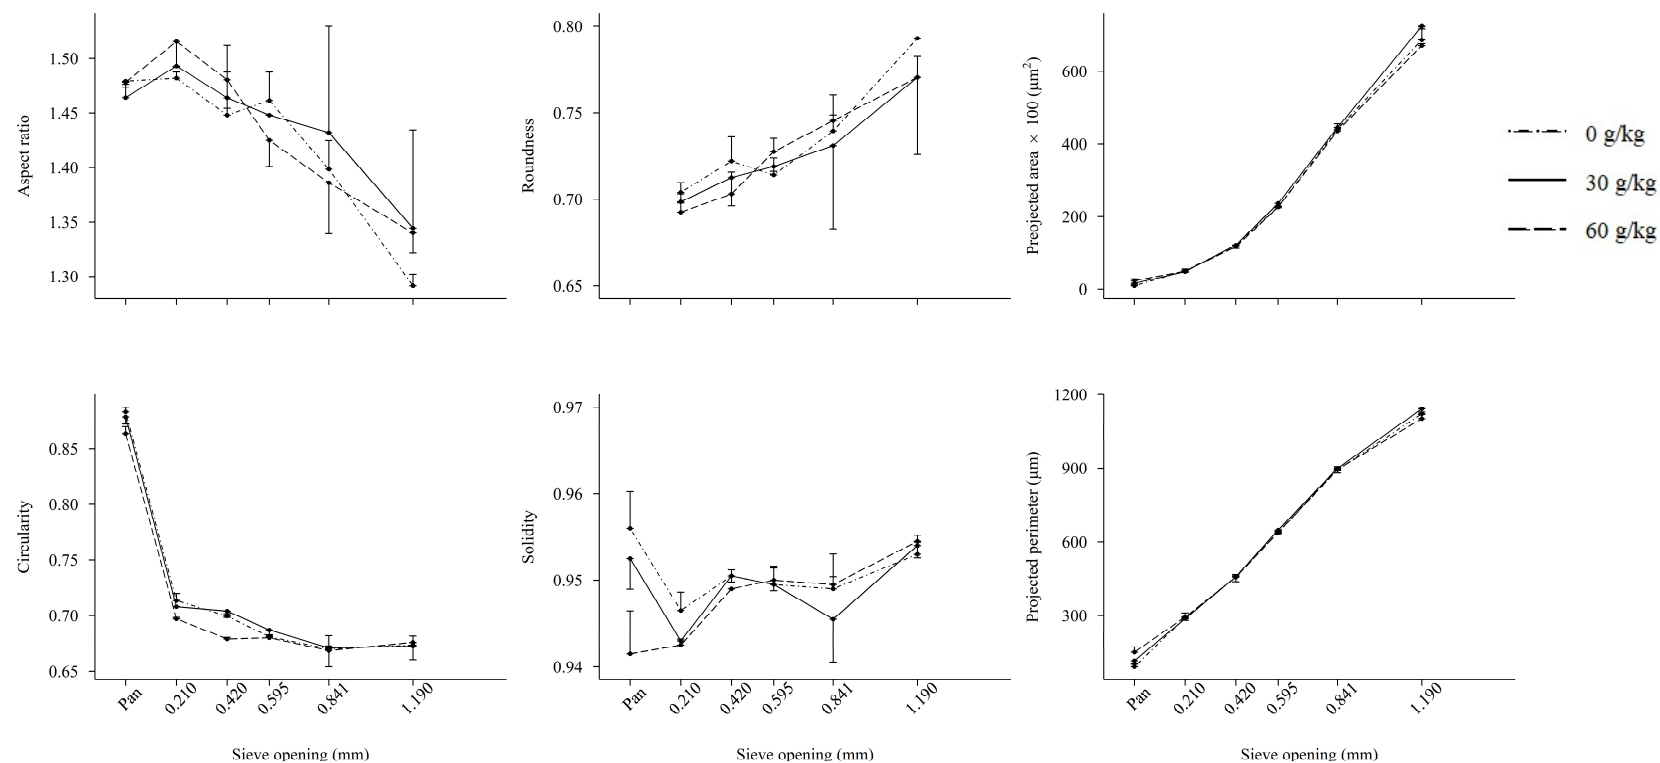 Aspect ratio
1.50
1.45
1.40
1.35
1.30
Roundness
0.80
0.75
0.70
0.65
Preojected area × 100 (μm²)
600
400
200
0
0 g/kg
30 g/kg
60 g/kg
Circularity
0.85
0.80
0.75
0.70
0.65
Pan 0.210 0.420 0.595 0.841 1.190
Sieve opening (mm)
Solidity
0.97
0.96
0.95
0.94
Pan 0.210 0.420 0.595 0.841 1.190
Sieve opening (mm)
Projected perimeter (μm)
1200
900
600
300
Pan 0.210 0.420 0.595 0.841 1.190
Sieve opening (mm)